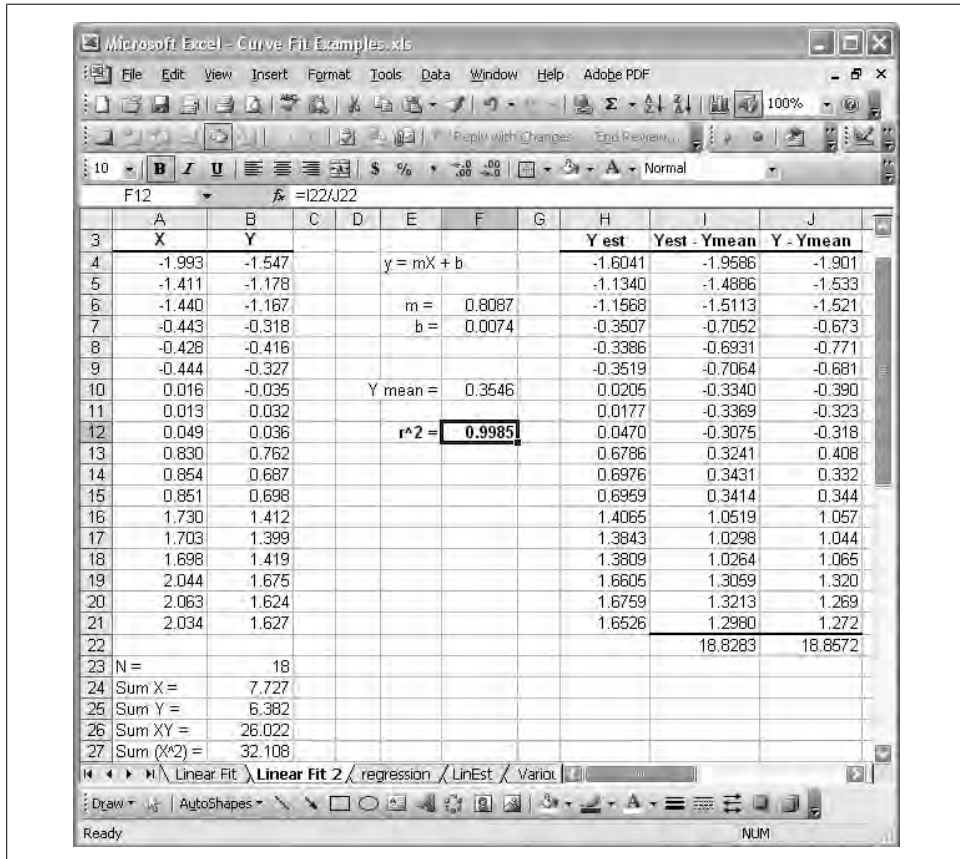 Microsoft Excel - Curve Fit Examples.xls
File Edit View Insert Format Tools Data Window Help Adobe PDF
100%
Reply with Changes... End Review...
10 B I U $ % , Normal
F12 fx =I22/J22
A B C D E F G H I J
3 X Y Y est Yest - Ymean Y - Ymean
4 -1.993 -1.547 y = mX + b -1.6041 -1.9586 -1.901
5 -1.411 -1.178 -1.1340 -1.4886 -1.533
6 -1.440 -1.167 m = 0.8087 -1.1568 -1.5113 -1.521
7 -0.443 -0.318 b = 0.0074 -0.3507 -0.7052 -0.673
8 -0.428 -0.416 -0.3386 -0.6931 -0.771
9 -0.444 -0.327 -0.3519 -0.7064 -0.681
10 0.016 -0.035 Y mean = 0.3546 0.0205 -0.3340 -0.390
11 0.013 0.032 0.0177 -0.3369 -0.323
12 0.049 0.036 r^2 = 0.9985 0.0470 -0.3075 -0.318
13 0.830 0.762 0.6786 0.3241 0.408
14 0.854 0.687 0.6976 0.3431 0.332
15 0.851 0.698 0.6959 0.3414 0.344
16 1.730 1.412 1.4065 1.0519 1.057
17 1.703 1.399 1.3843 1.0298 1.044
18 1.698 1.419 1.3809 1.0264 1.065
19 2.044 1.675 1.6605 1.3059 1.320
20 2.063 1.624 1.6759 1.3213 1.269
21 2.034 1.627 1.6526 1.2980 1.272
22 18.8283 18.8572
23 N = 18
24 Sum X = 7.727
25 Sum Y = 6.382
26 Sum XY = 26.022
27 Sum (X^2) = 32.108
Linear Fit Linear Fit 2 regression LinEst Variou
Draw AutoShapes
Ready NUM